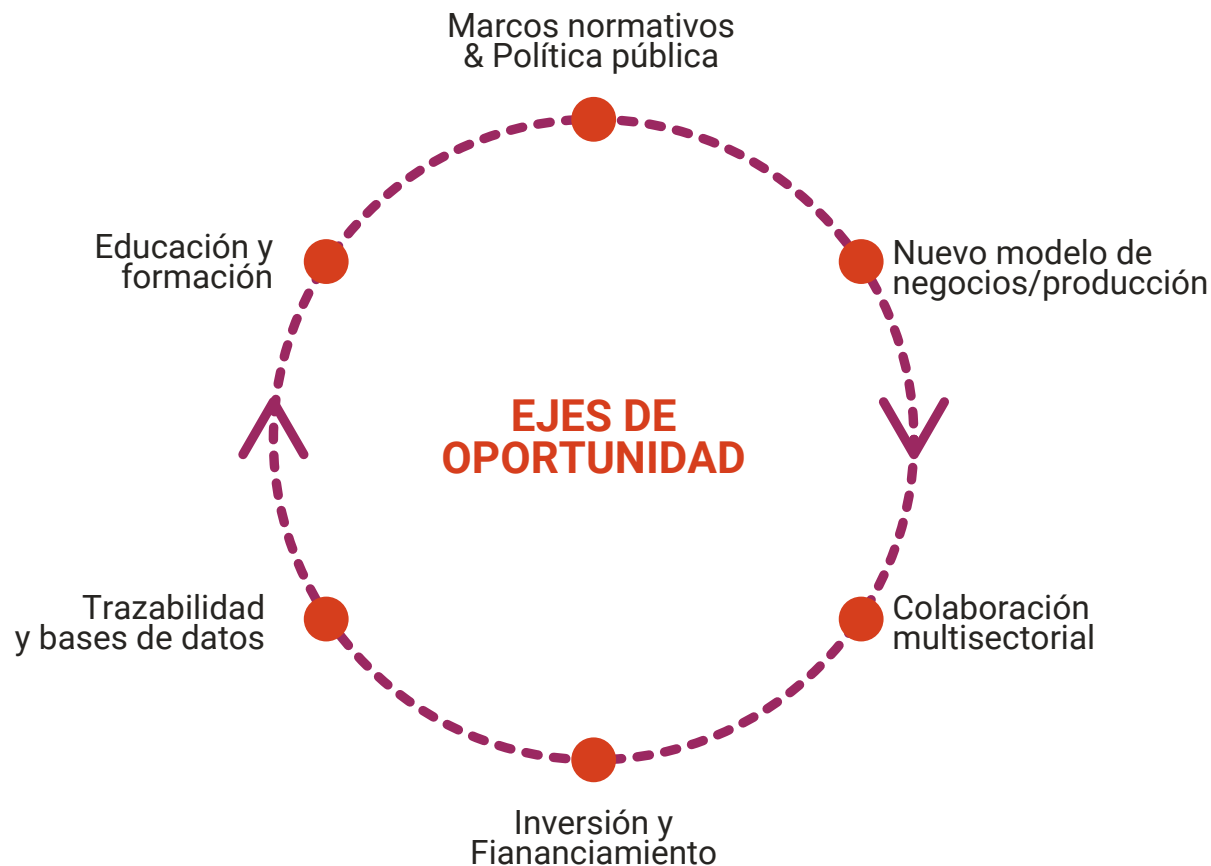 Marcos normativos
& Política pública
Educación y
formación
Nuevo modelo de
negocios/producción
EJES DE
OPORTUNIDAD
Trazabilidad
y bases de datos
Colaboración
multisectorial
Inversión y
Fiananciamiento